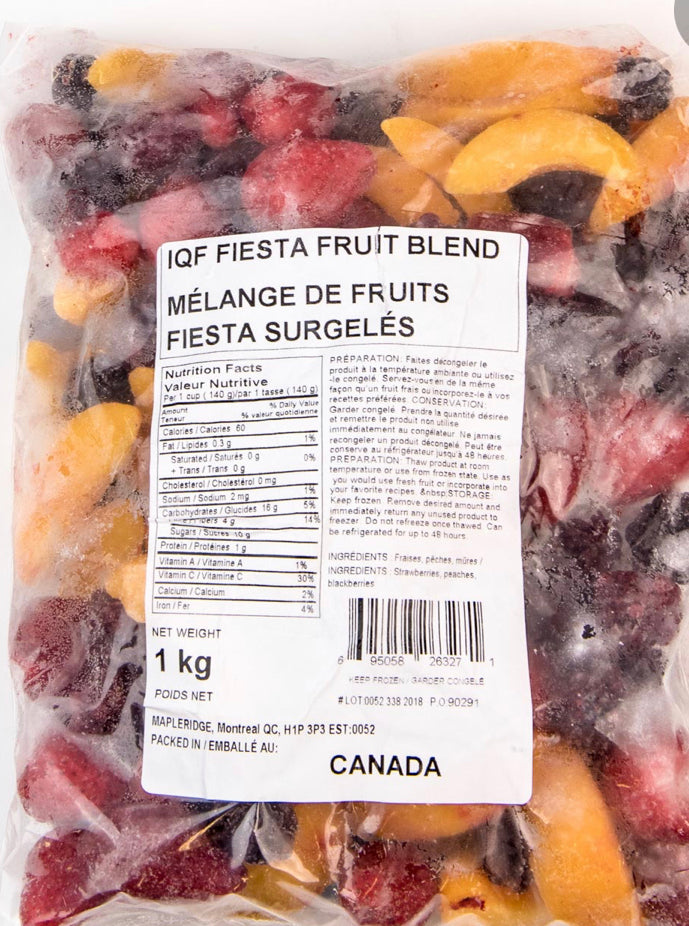 IQF FIESTA FRUIT BLEND
MÉLANGE DE FRUITS
FIESTA SURGELÉS
Nutrition Facts
Valeur Nutritive
Per 1 cup ( 140 g)/par 1 tasse ( 140 g)
Amount
Teneur
% Daily Value
% valeur quotidienne
Calories / Calories 60
Fat / Lipides 0.3 g 1%
Saturated / Saturés 0 g
+ Trans / Trans 0 g 0%
Cholesterol / Cholestérol 0 mg
Sodium / Sodium 2 mg 1%
Carbohydrates / Glucides 16 g 5%
4 g 14%
Sugars / Sucres 10 g
Protein / Protéines 1 g
Vitamin A / Vitamine A 1%
Vitamin C / Vitamine C 30%
Calcium / Calcium 2%
Iron / Fer 4%
PRÉPARATION: Faites décongeler le
produit à la température ambiante ou utilisez
-le congelé. Servez-vous en de la même
façon qu'un fruit frais ou incorporez-le à vos
recettes préférées. CONSERVATION:
Garder congelé. Prendre la quantité désirée
et remettre le produit non utilisé
immédiatement au congélateur. Ne jamais
recongeler un produit décongelé. Peut être
conservé au réfrigérateur jusqu'à 48 heures.
PRÉPARATION: Thaw product at room
temperature or use from frozen state. Use as
you would use fresh fruit or incorporate into
your favorite recipes. &nbsp;STORAGE
Keep frozen. Remove desired amount and
immediately return any unused product to
freezer. Do not refreeze once thawed. Can
be refrigerated for up to 48 hours
INGRÉDIENTS : Fraises, pêches, mûres /
INGREDIENTS : Strawberries, peaches,
blackberries
6 95058 26327 1
KEEP FROZEN / GARDER CONGELÉ
# LOT:0052 338 2018 P.O.90291
NET WEIGHT
1 kg
POIDS NET
MAPLERIDGE, Montreal QC, H1P 3P3 EST:0052
PACKED IN / EMBALLÉ AU:
CANADA